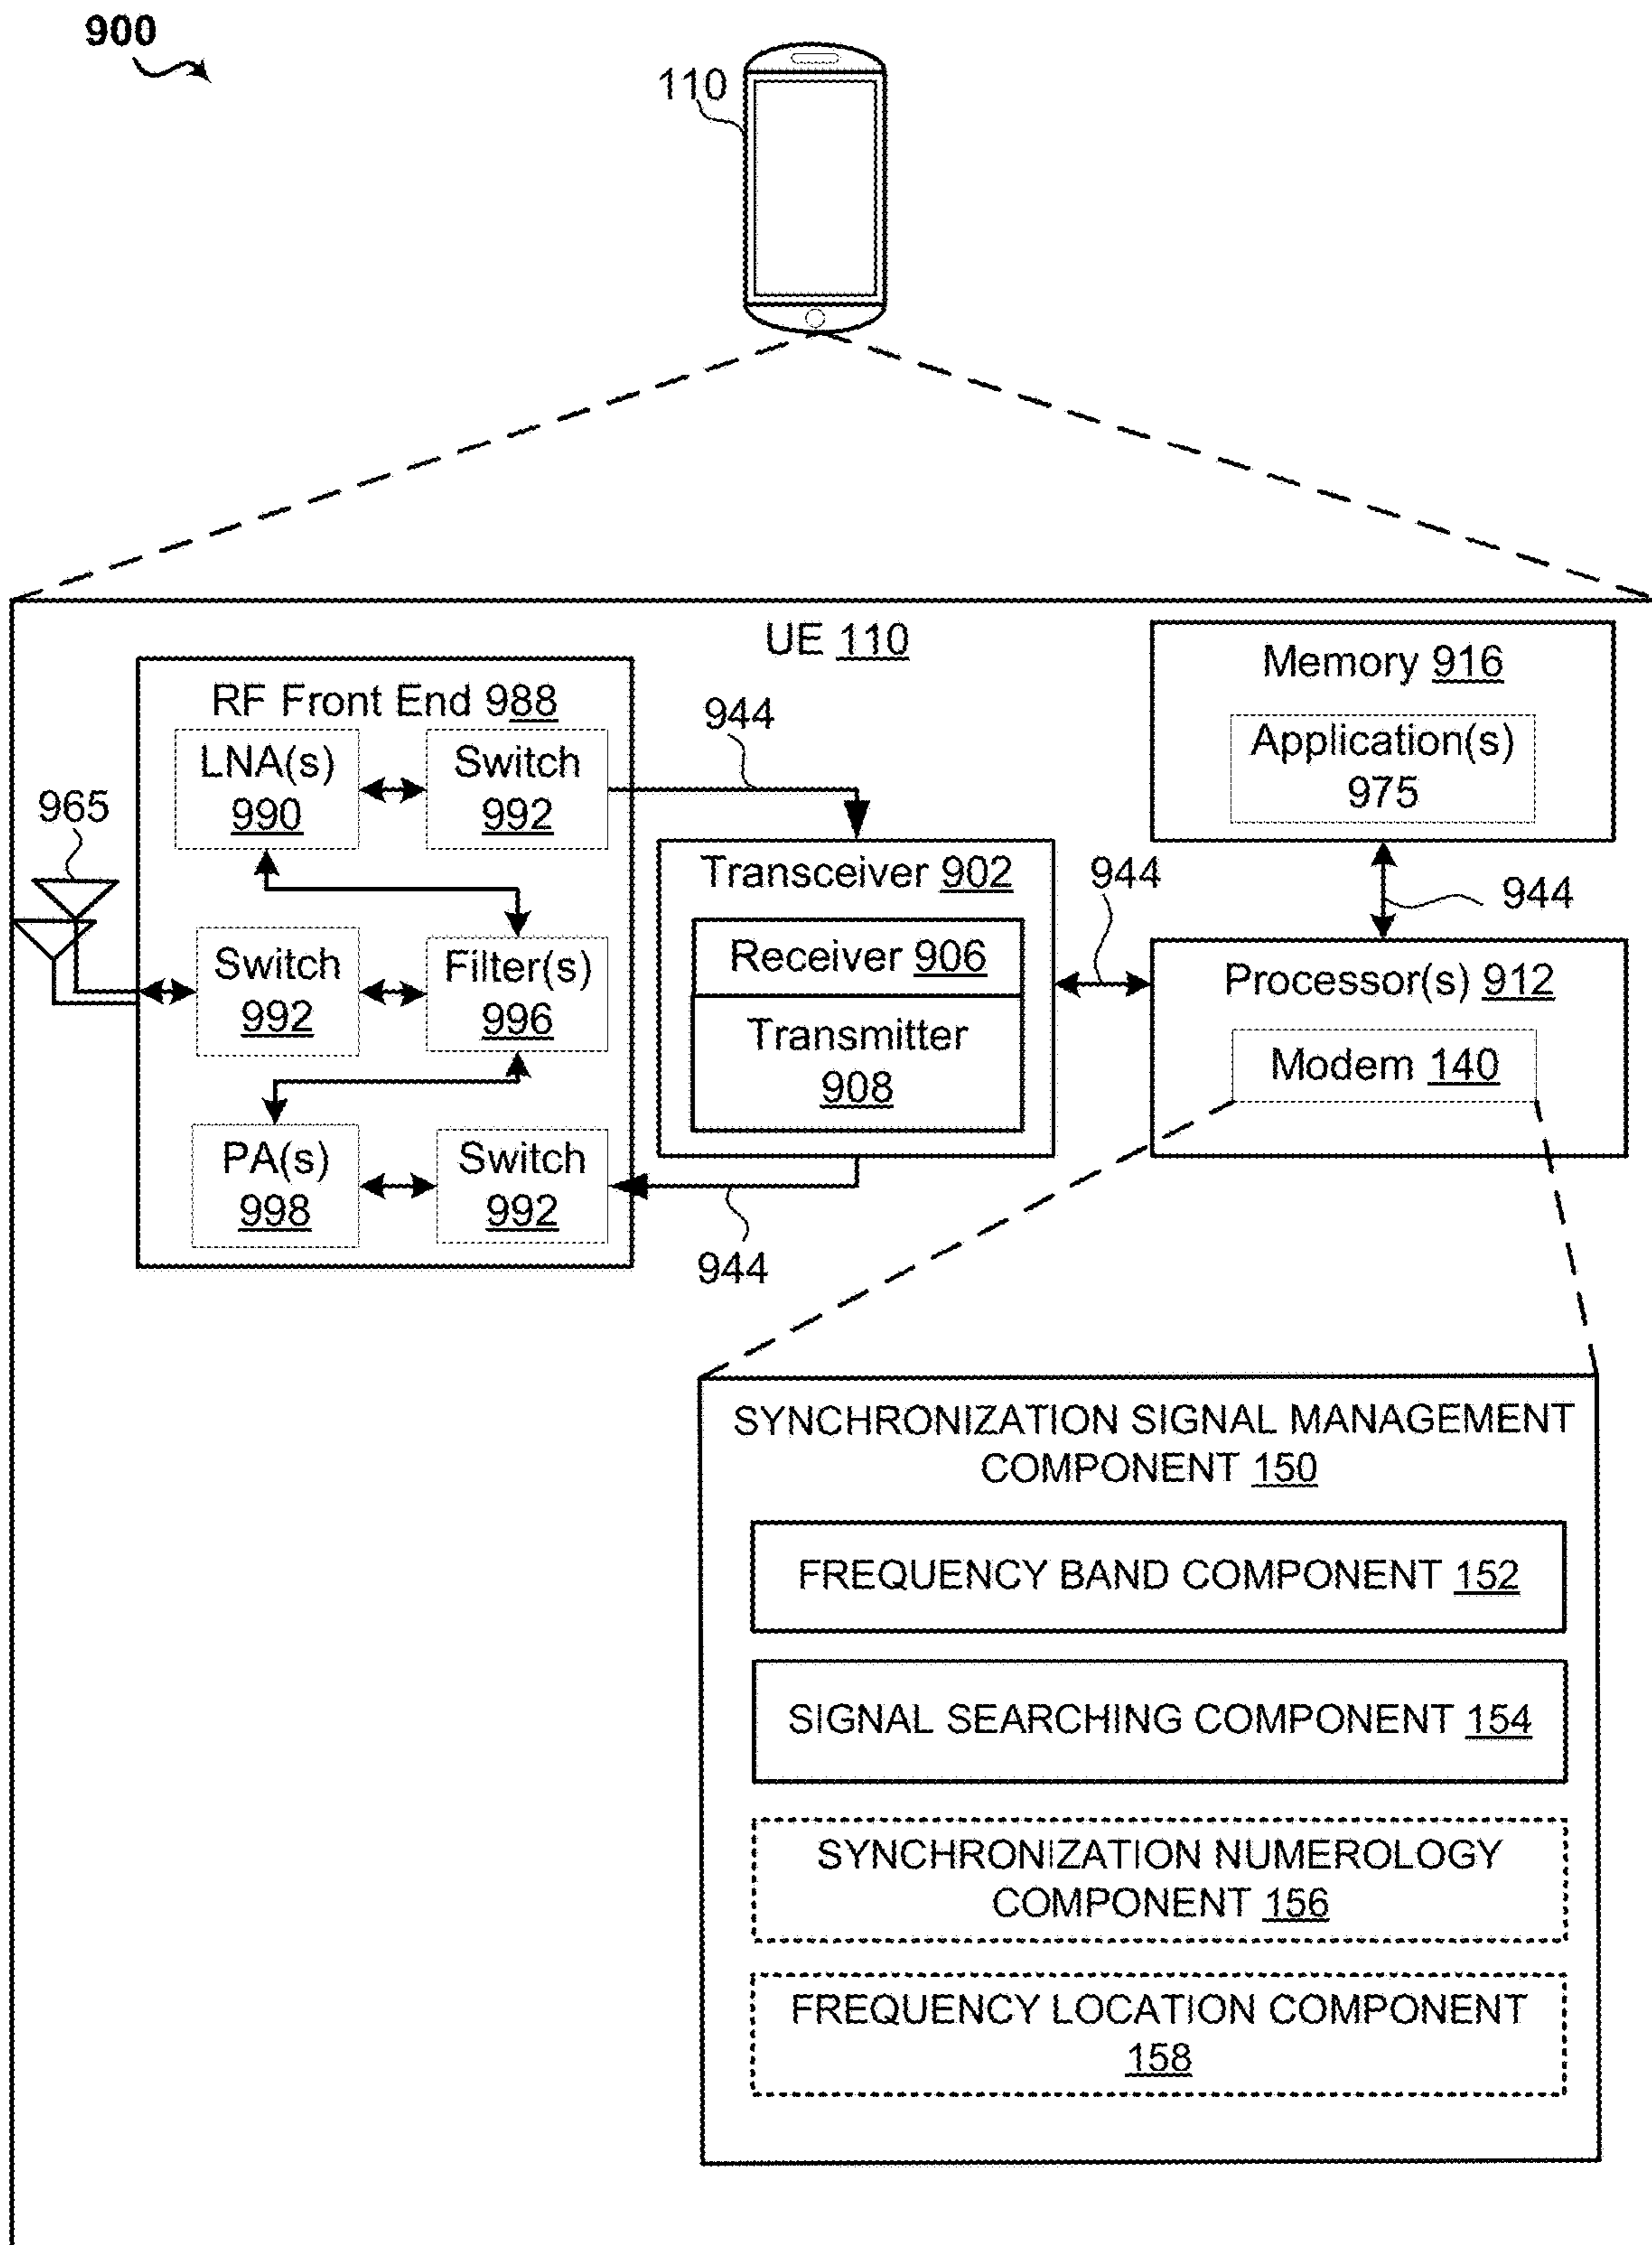 900
110
UE 110
RF Front End 988
LNA(s)
990
Switch
992
944
965
Switch
992
Filter(s)
996
PA(s)
998
Switch
992
944
Transceiver 902
Receiver 906
Transmitter
908
944
Memory 916
Application(s)
975
944
Processor(s) 912
Modem 140
SYNCHRONIZATION SIGNAL MANAGEMENT
COMPONENT 150
FREQUENCY BAND COMPONENT 152
SIGNAL SEARCHING COMPONENT 154
SYNCHRONIZATION NUMEROLOGY
COMPONENT 156
FREQUENCY LOCATION COMPONENT
158